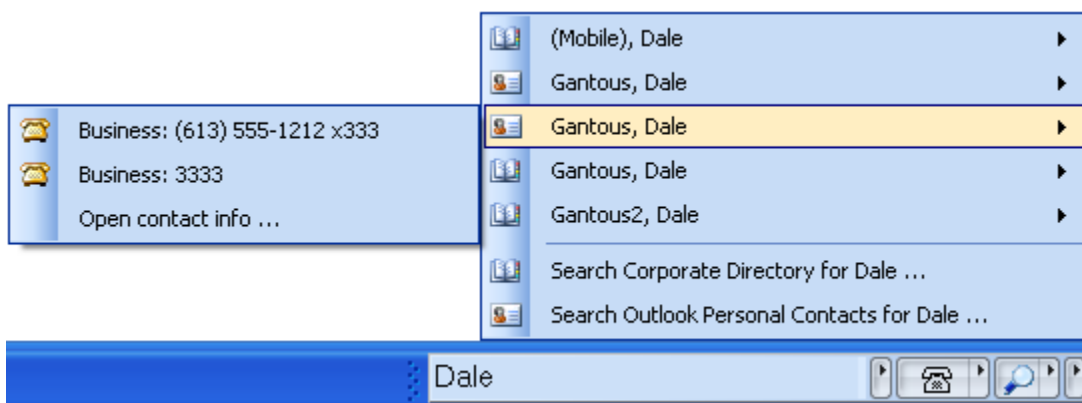 (Mobile), Dale
Gantous, Dale
Gantous, Dale
Gantous, Dale
Gantous2, Dale
Search Corporate Directory for Dale ...
Search Outlook Personal Contacts for Dale ...
Business: (613) 555-1212 x333
Business: 3333
Open contact info ...
Dale